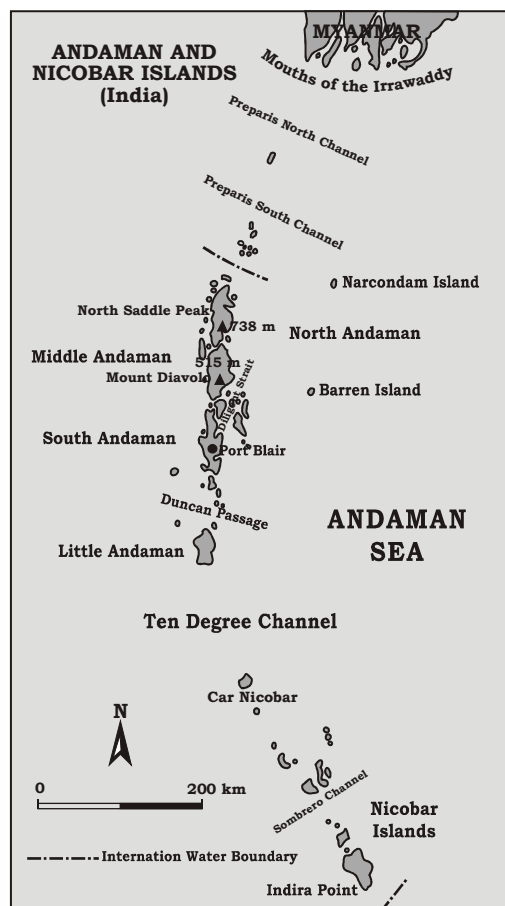 MYANMAR
ANDAMAN AND
NICOBAR ISLANDS
(India)
Mouths of the Irrawaddy
Preparis North Channel
Preparis South Channel
Narcondam Island
North Saddle Peak
738 m
North Andaman
Middle Andaman
515 m
Mount Diavolo
Barren Island
Diligent Strait
South Andaman
Port Blair
Duncan Passage
ANDAMAN
SEA
Little Andaman
Ten Degree Channel
Car Nicobar
N
0
200 km
Sombrero Channel
Nicobar
Islands
Internation Water Boundary
Indira Point